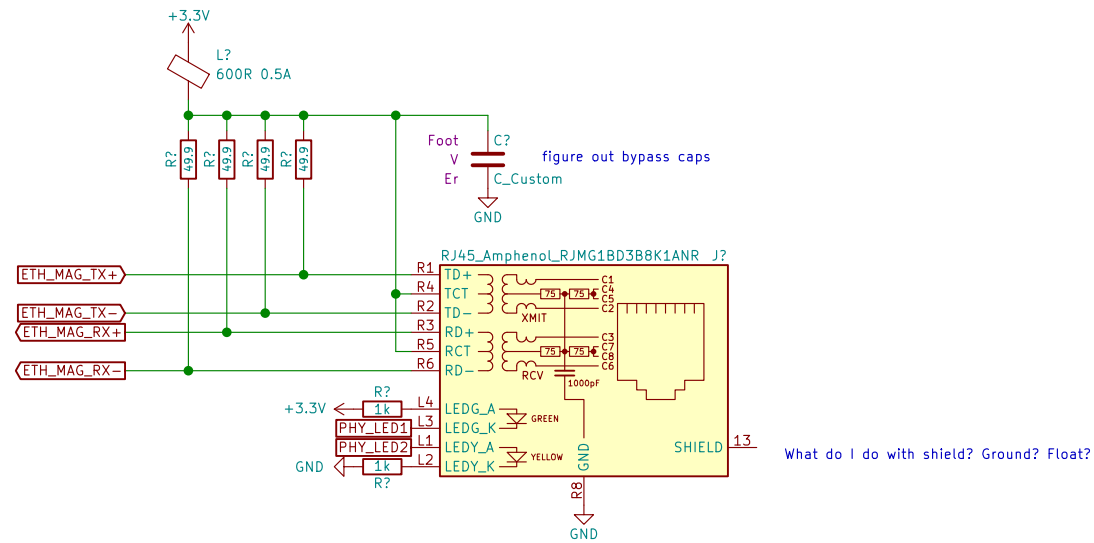 +3.3V
L?
600R 0.5A
R?
49.9
R?
49.9
R?
49.9
R?
49.9
Foot
V
Er
C?
C_Custom
GND
figure out bypass caps
RJ45_Amphenol_RJMG1BD3B8K1ANR J?
ETH_MAG_TX+
ETH_MAG_TX-
ETH_MAG_RX+
ETH_MAG_RX-
R1 TD+
R4 TCT
R2 TD-
R3 RD+
R5 RCT
R6 RD-
75 75
XMIT
C1
C4
C5
C2
75 75
RCV
C3
C7
C8
C6
1000pF
R?
+3.3V 1k L4 LEDG_A
PHY_LED1 L3 LEDG_K
GREEN
PHY_LED2 L1 LEDY_A
GND 1k L2 LEDY_K
YELLOW
R?
GND
R8
GND
SHIELD 13
What do I do with shield? Ground? Float?